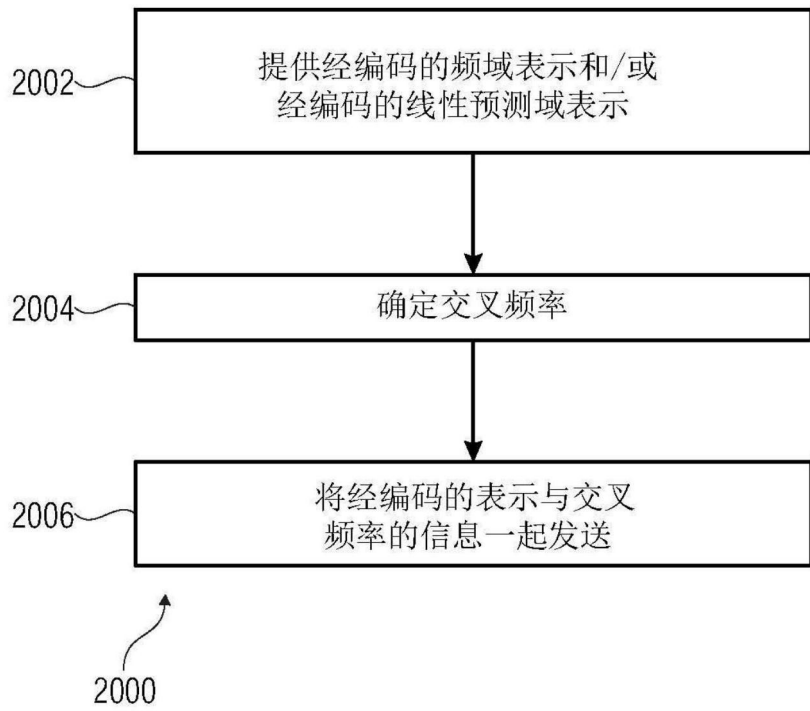 2002
提供经编码的频域表示和/或
经编码的线性预测域表示
2004
确定交叉频率
2006
将经编码的表示与交叉
频率的信息一起发送
2000